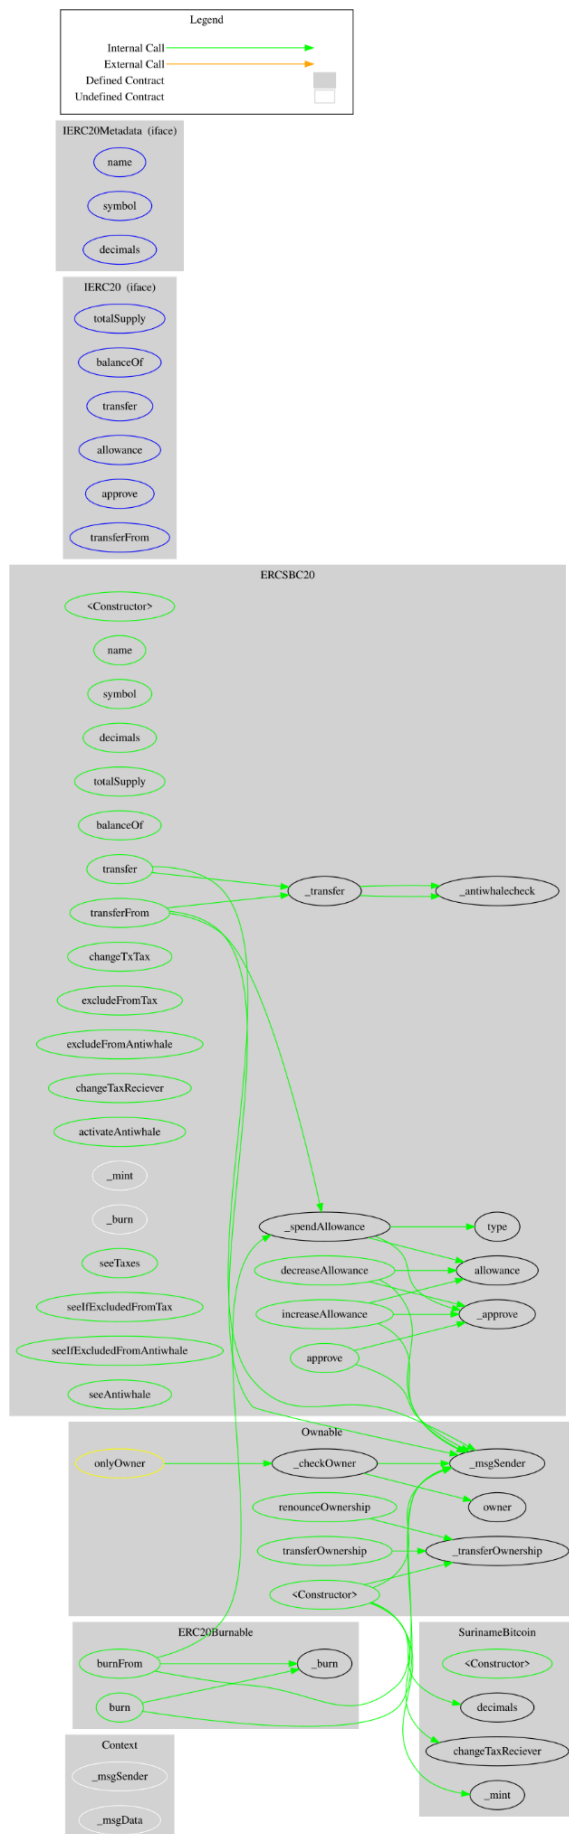 Legend
Internal Call
External Call
Defined Contract
Undefined Contract
IERC20Metadata (iface)
name
symbol
decimals
IERC20 (iface)
totalSupply
balanceOf
transfer
allowance
approve
transferFrom
ERCSBC20
<Constructor>
name
symbol
decimals
totalSupply
balanceOf
transfer
_transfer
_antiwhalecheck
transferFrom
changeTxTax
excludeFromTax
excludeFromAntiwhale
changeTaxReciever
activateAntiwhale
_mint
_burn
_spendAllowance
type
seeTaxes
decreaseAllowance
allowance
seeIfExcludedFromTax
increaseAllowance
_approve
seeIfExcludedFromAntiwhale
approve
seeAntiwhale
Ownable
onlyOwner
_checkOwner
_msgSender
renounceOwnership
owner
transferOwnership
_transferOwnership
<Constructor>
ERC20Burnable
burnFrom
_burn
burn
SurinameBitcoin
<Constructor>
decimals
changeTaxReciever
_mint
Context
_msgSender
_msgData